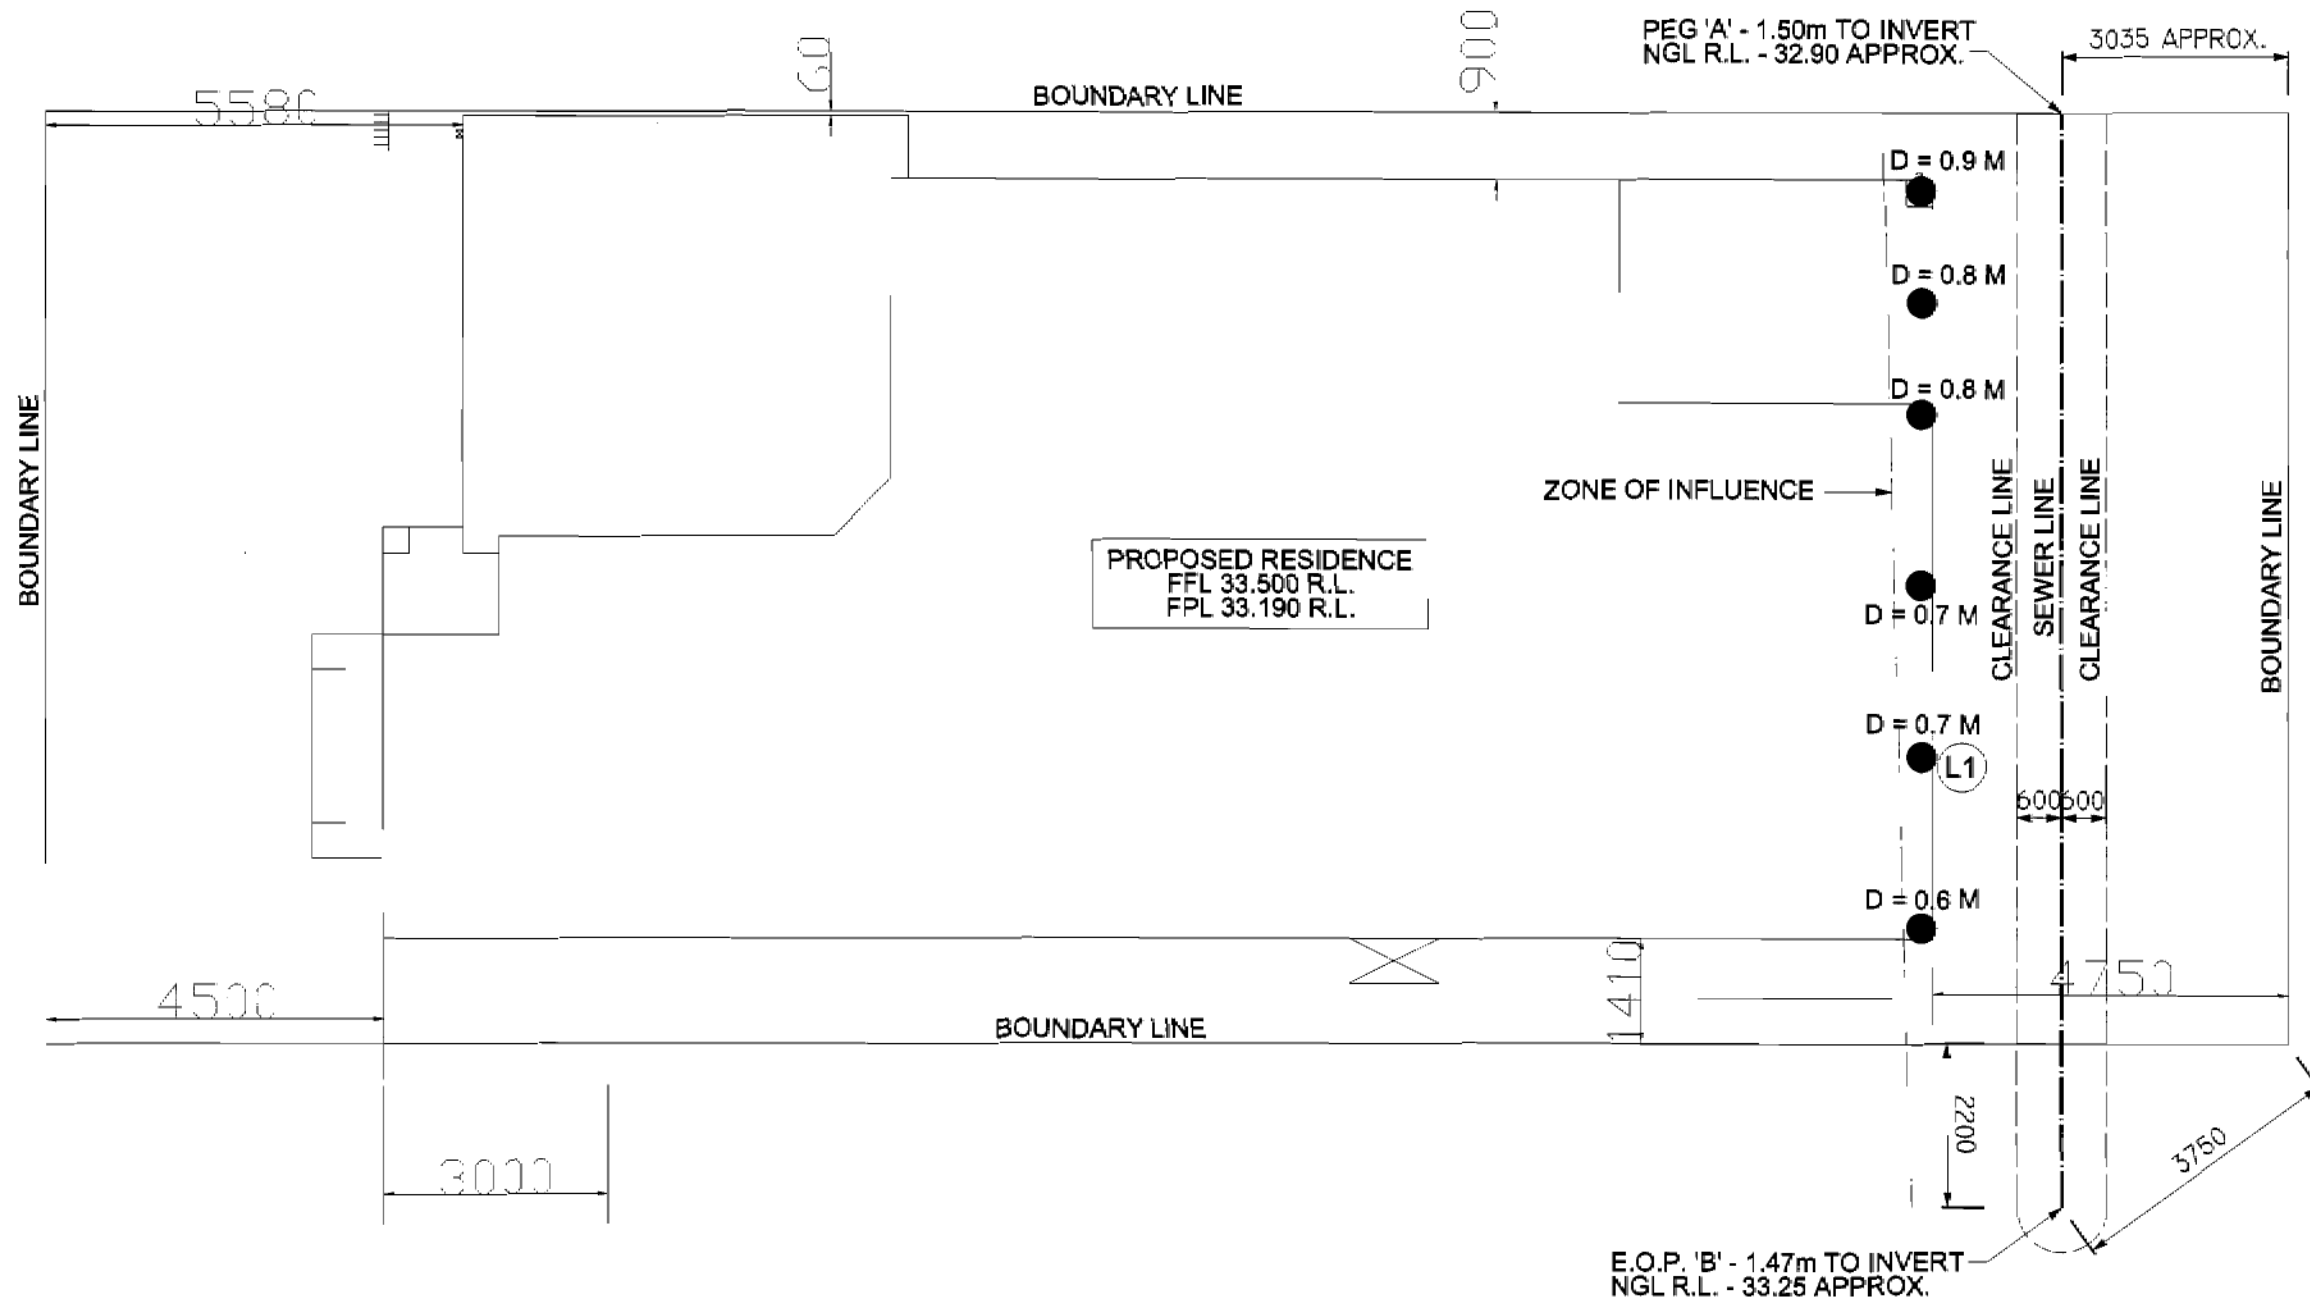 PEG 'A' - 1.50m TO INVERT
NGL R.L. - 32.90 APPROX.
3035 APPROX.
60
900
5580
BOUNDARY LINE
D = 0.9 M
D = 0.8 M
D = 0.8 M
BOUNDARY LINE
ZONE OF INFLUENCE
CLEARANCE LINE
SEWER LINE
CLEARANCE LINE
BOUNDARY LINE
PROPOSED RESIDENCE
FFL 33.500 R.L.
FPL 33.190 R.L.
D = 0.7 M
D = 0.7 M
L1
600
600
D = 0.6 M
4500
1410
4750
BOUNDARY LINE
2200
3750
3000
E.O.P. 'B' - 1.47m TO INVERT
NGL R.L. - 33.25 APPROX.